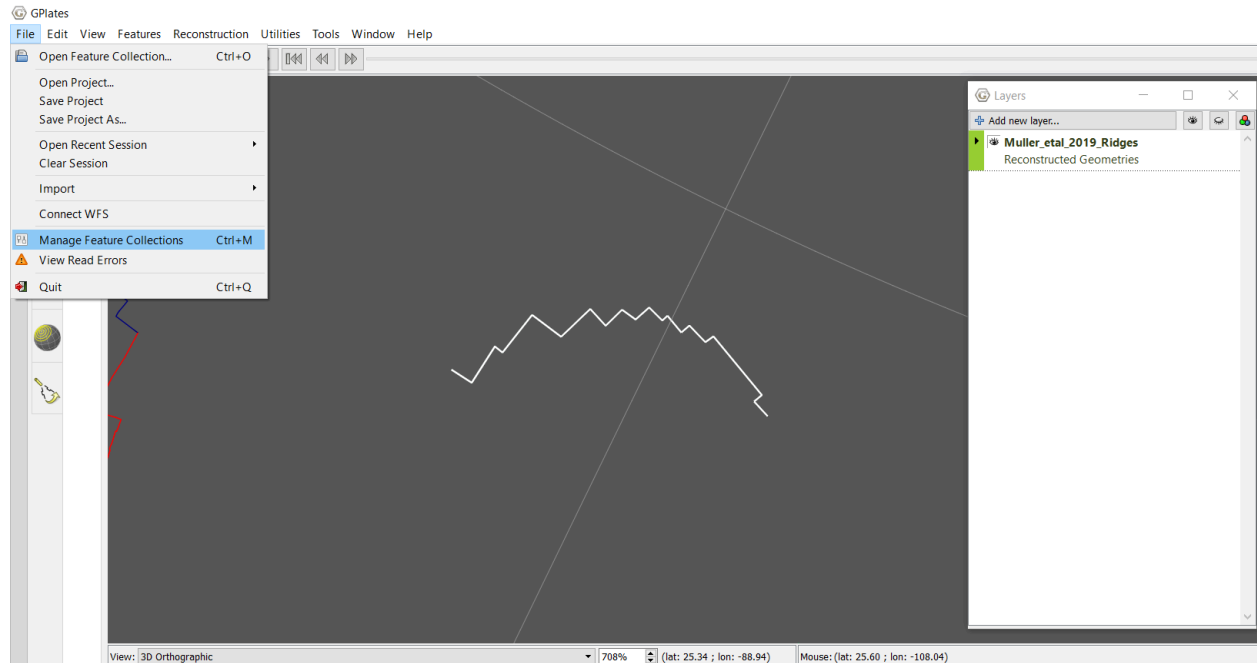 GPlates
File Edit View Features Reconstruction Utilities Tools Window Help
Open Feature Collection... Ctrl+O
Open Project...
Save Project
Save Project As...
Open Recent Session
Clear Session
Import
Connect WFS
Manage Feature Collections Ctrl+M
View Read Errors
Quit Ctrl+Q
Layers
Add new layer...
Muller_etal_2019_Ridges
Reconstructed Geometries
View: 3D Orthographic 708% (lat: 25.34 ; lon: -88.94) Mouse: (lat: 25.60 ; lon: -108.04)